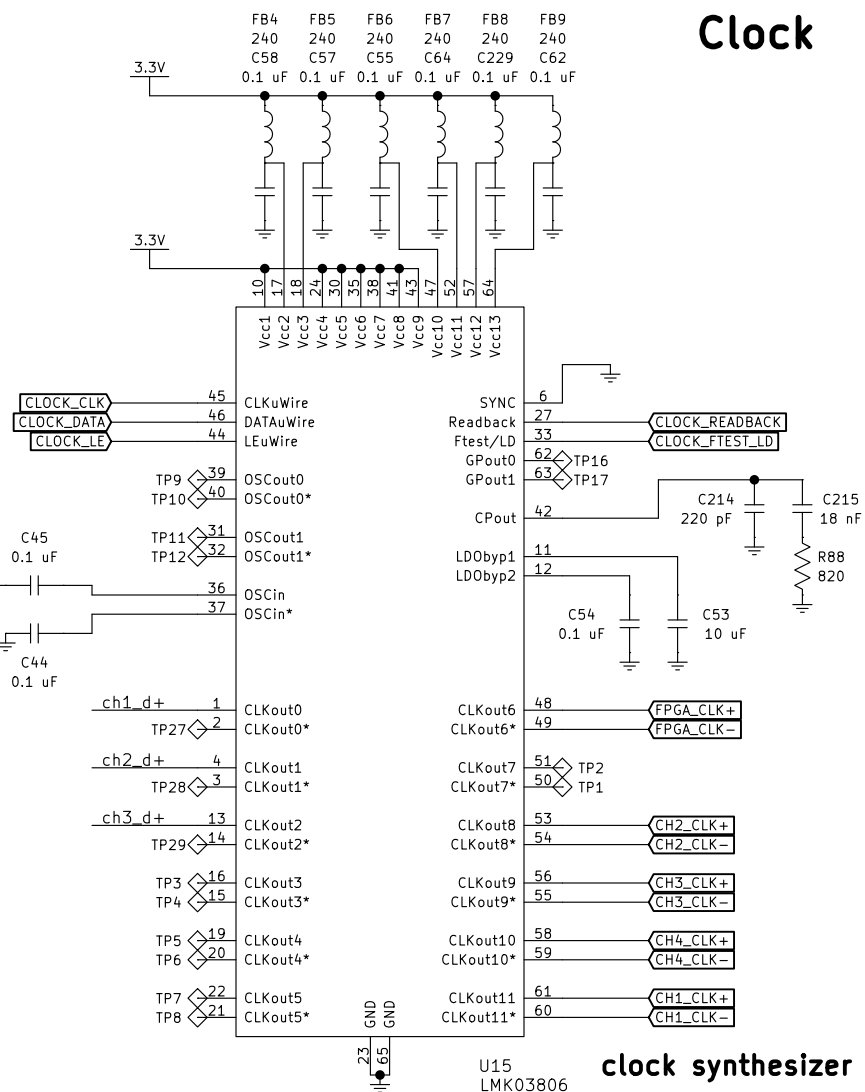 Clock
FB4 FB5 FB6 FB7 FB8 FB9
240 240 240 240 240 240
C58 C57 C55 C64 C229 C62
0.1 uF 0.1 uF 0.1 uF 0.1 uF 0.1 uF 0.1 uF
3.3V
3.3V
10 17 18 24 30 35 38 41 43 47 52 57 64
Vcc1 Vcc2 Vcc3 Vcc4 Vcc5 Vcc6 Vcc7 Vcc8 Vcc9 Vcc10 Vcc11 Vcc12 Vcc13
CLOCK_CLK 45 CLKuWire SYNC 6
CLOCK_DATA 46 DATAuWire Readback 27 CLOCK_READBACK
CLOCK_LE 44 LEuWire Ftest/LD 33 CLOCK_FTEST_LD
GPout0 62 TP16
TP9 39 OSCout0 GPout1 63 TP17
TP10 40 OSCout0*
C214 C215
CPout 42 220 pF 18 nF
TP11 31 OSCout1
TP12 32 OSCout1* LDObyp1 11 R88
C45 LDObyp2 12 820
0.1 uF
36 OSCin
37 OSCin* C54 C53
0.1 uF 10 uF
C44
0.1 uF
ch1_d+ 1 CLKout0 CLKout6 48 FPGA_CLK+
TP27 2 CLKout0* CLKout6* 49 FPGA_CLK-
ch2_d+ 4 CLKout1 CLKout7 51 TP2
TP28 3 CLKout1* CLKout7* 50 TP1
ch3_d+ 13 CLKout2 CLKout8 53 CH2_CLK+
TP29 14 CLKout2* CLKout8* 54 CH2_CLK-
TP3 16 CLKout3 CLKout9 56 CH3_CLK+
TP4 15 CLKout3* CLKout9* 55 CH3_CLK-
TP5 19 CLKout4 CLKout10 58 CH4_CLK+
TP6 20 CLKout4* CLKout10* 59 CH4_CLK-
TP7 22 CLKout5 CLKout11 61 CH1_CLK+
TP8 21 CLKout5* CLKout11* 60 CH1_CLK-
GND GND
23 65
U15
LMK03806
clock synthesizer